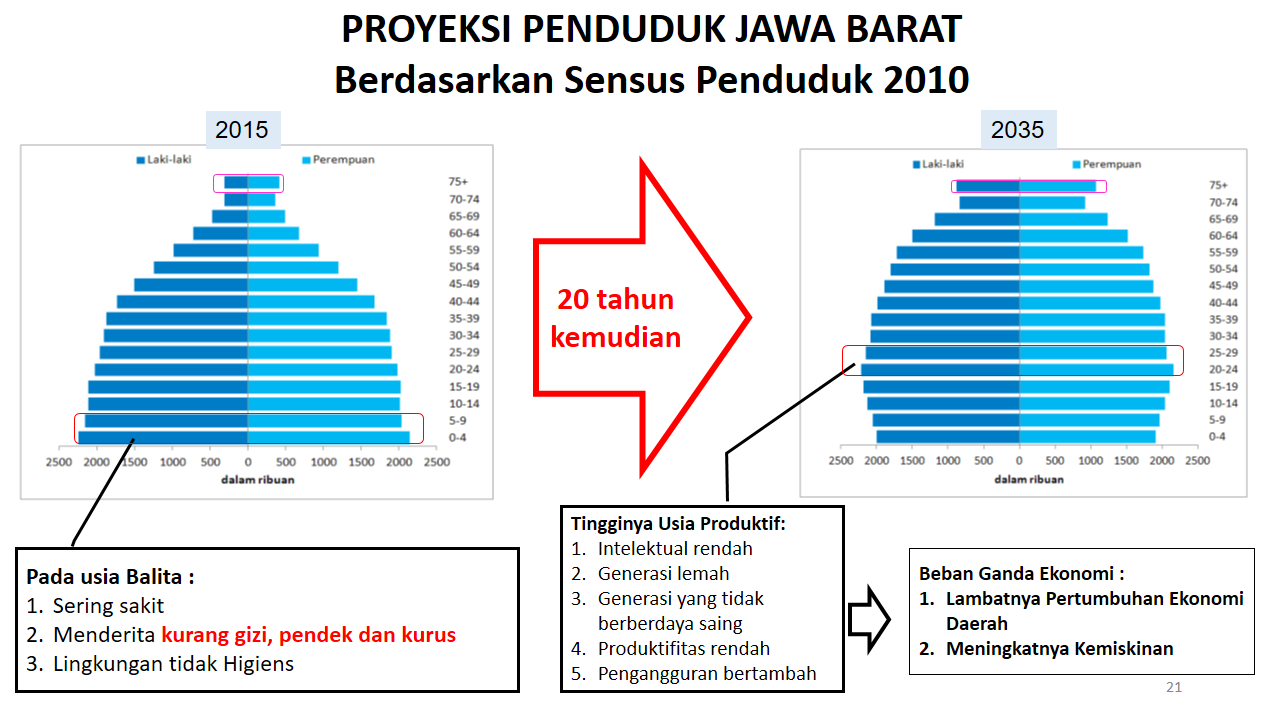 PROYEKSI PENDUDUK JAWA BARAT
Berdasarkan Sensus Penduduk 2010
2015
Laki-laki Perempuan
75+
70-74
65-69
60-64
55-59
50-54
45-49
40-44
35-39
30-34
25-29
20-24
15-19
10-14
5-9
0-4
2500 2000 1500 1000 500 0 500 1000 1500 2000 2500
dalam ribuan
20 tahun
kemudian
2035
Laki-laki Perempuan
75+
70-74
65-69
60-64
55-59
50-54
45-49
40-44
35-39
30-34
25-29
20-24
15-19
10-14
5-9
0-4
2500 2000 1500 1000 500 0 500 1000 1500 2000 2500
dalam ribuan
Pada usia Balita :
1. Sering sakit
2. Menderita kurang gizi, pendek dan kurus
3. Lingkungan tidak Higiens
Tingginya Usia Produktif:
1. Intelektual rendah
2. Generasi lemah
3. Generasi yang tidak
berberdaya saing
4. Produktifitas rendah
5. Pengangguran bertambah
Beban Ganda Ekonomi :
1. Lambatnya Pertumbuhan Ekonomi
Daerah
2. Meningkatnya Kemiskinan
21